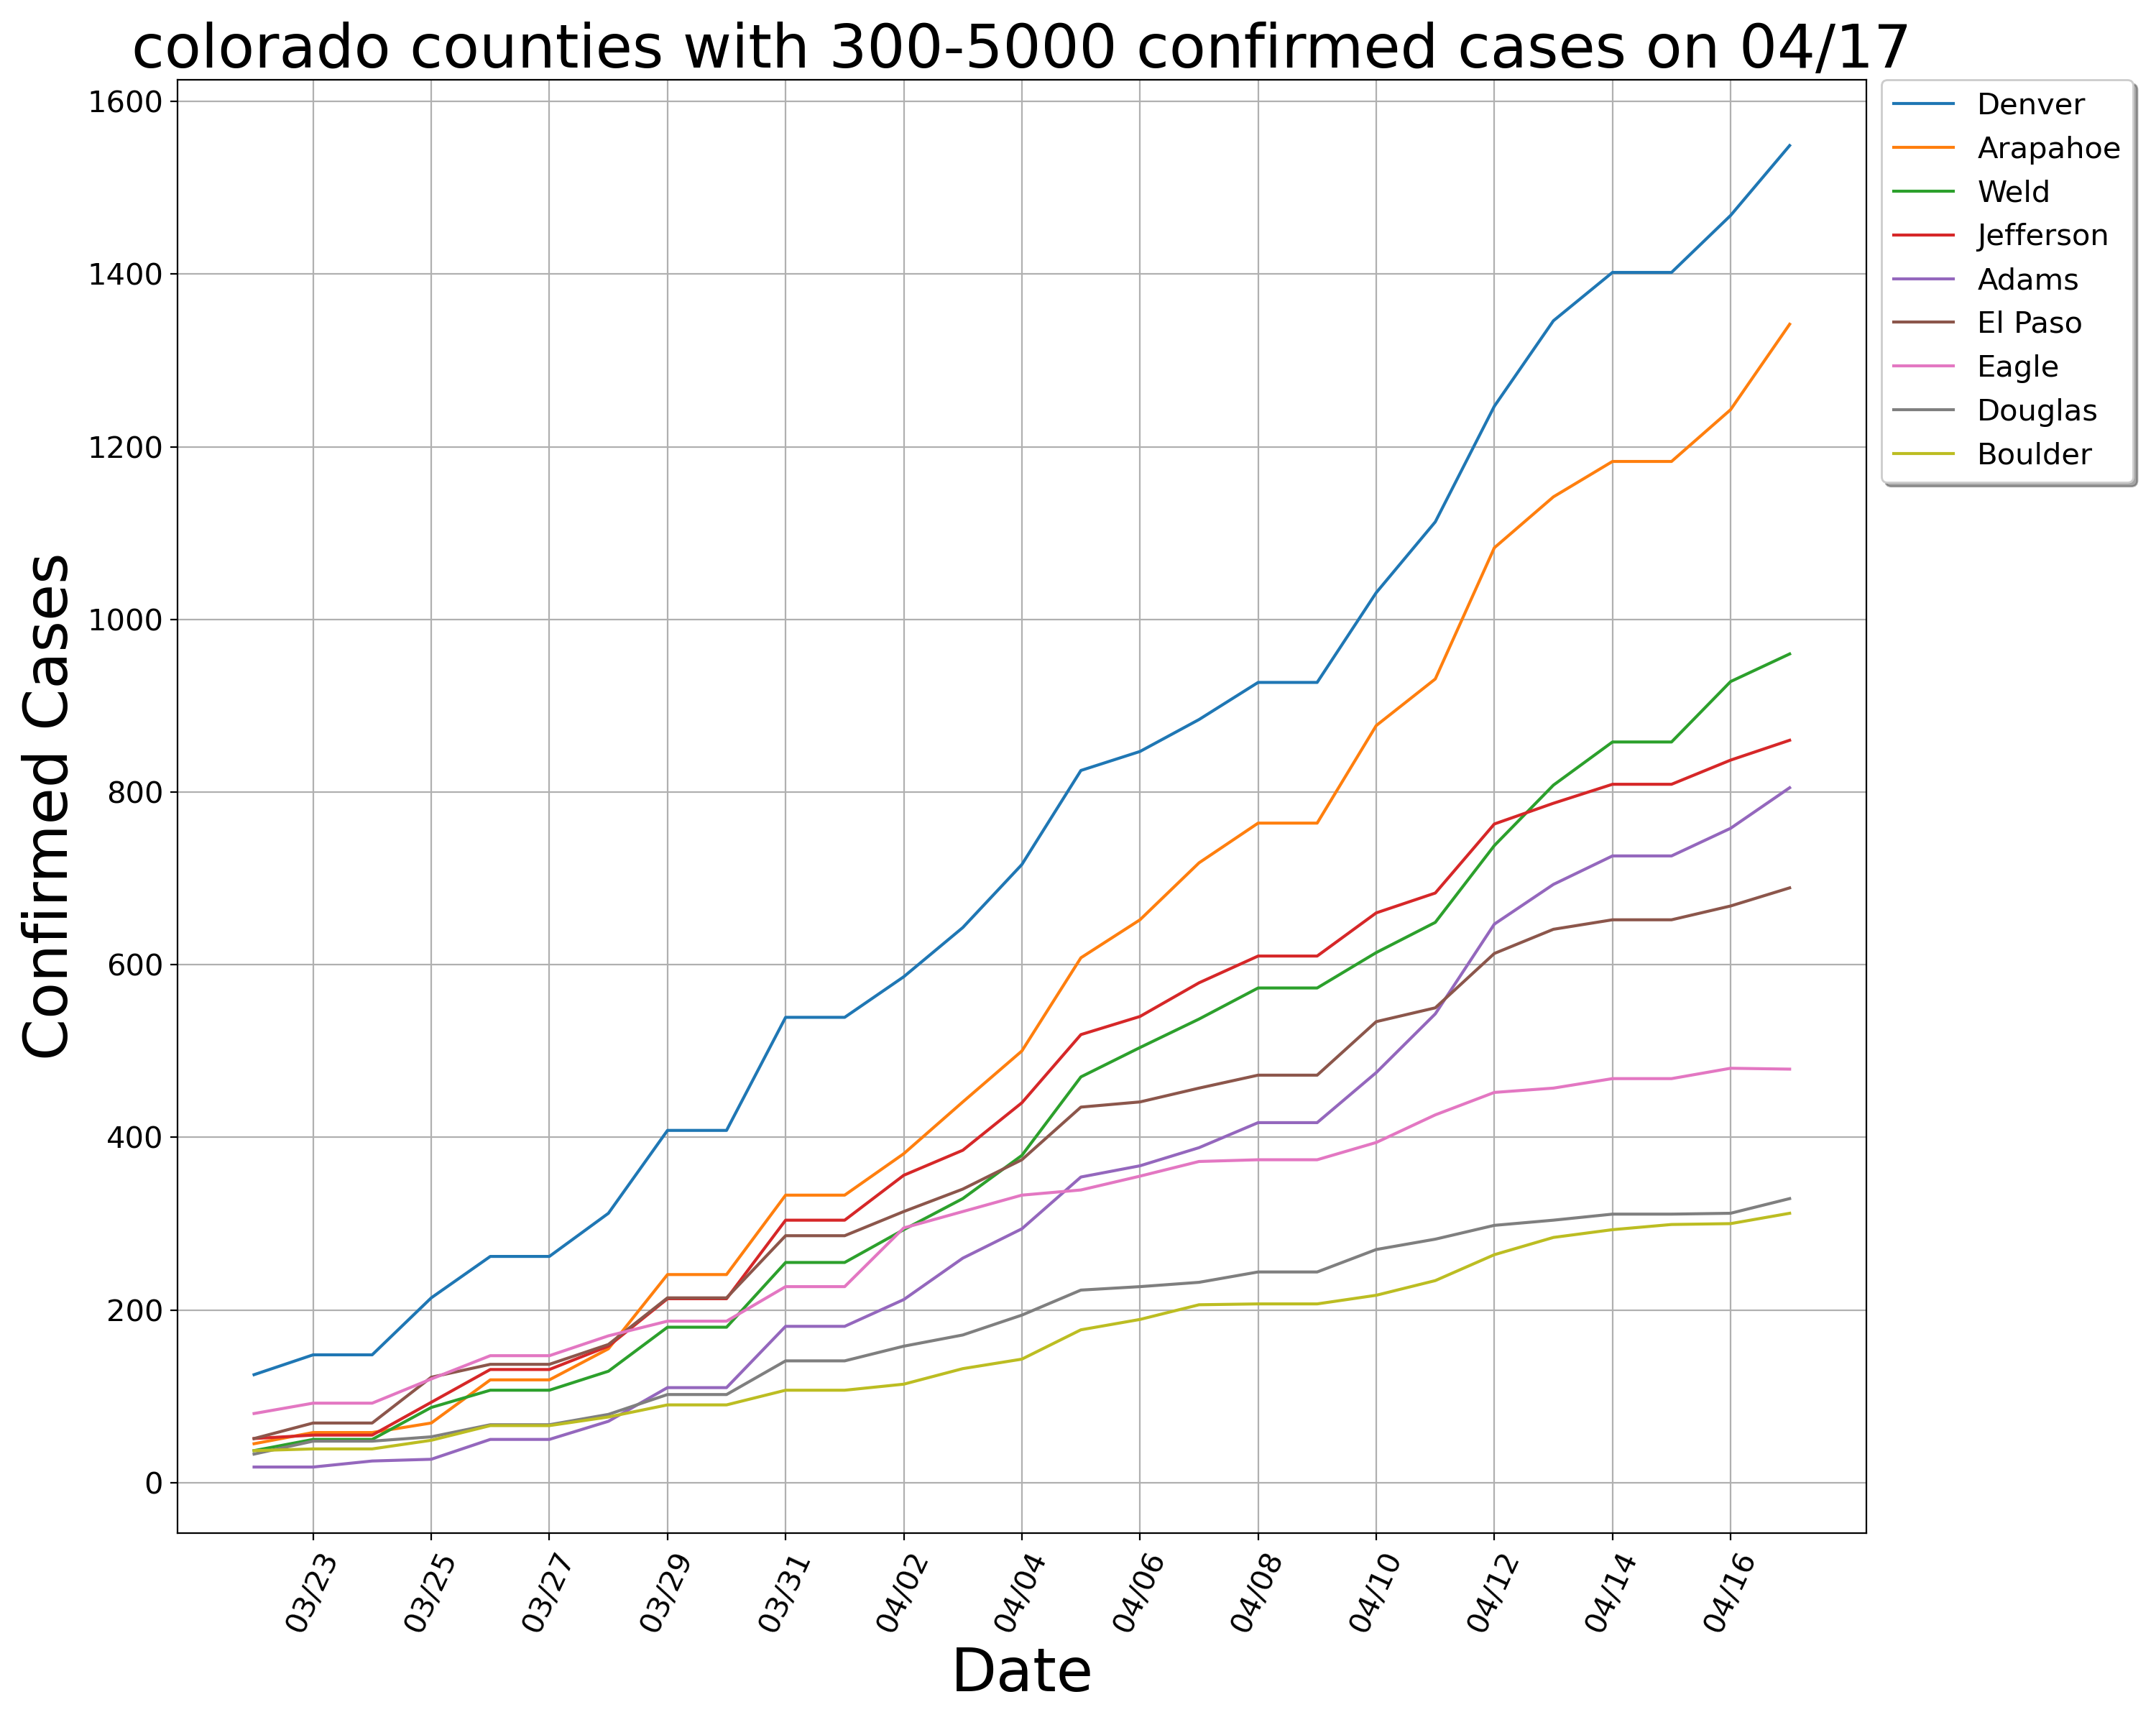 colorado counties with 300-5000 confirmed cases on 04/17
Confirmed Cases
1600
1400
1200
1000
800
600
400
200
0
03/23
03/25
03/27
03/29
03/31
04/02
04/04
04/06
04/08
04/10
04/12
04/14
04/16
Date
Denver
Arapahoe
Weld
Jefferson
Adams
El Paso
Eagle
Douglas
Boulder